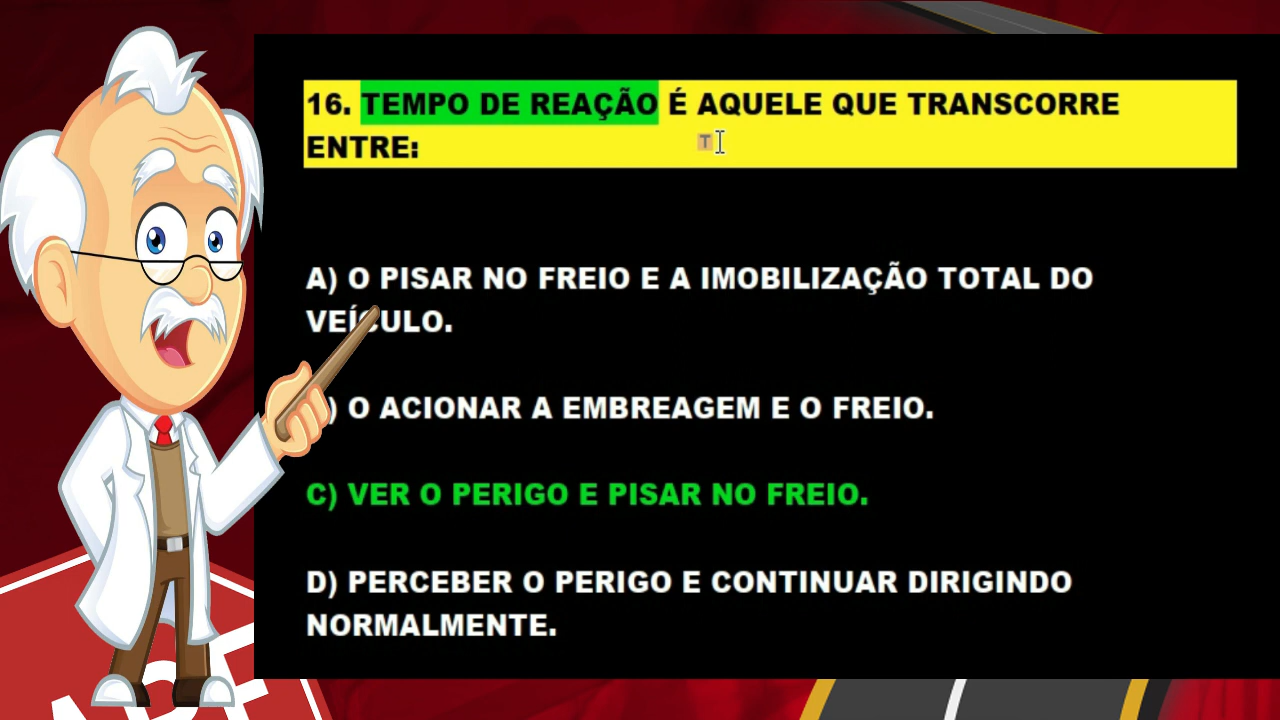 16. TEMPO DE REAÇÃO É AQUELE QUE TRANSCORRE
ENTRE:
T
A) O PISAR NO FREIO E A IMOBILIZAÇÃO TOTAL DO
VEÍCULO.
) O ACIONAR A EMBREAGEM E O FREIO.
C) VER O PERIGO E PISAR NO FREIO.
D) PERCEBER O PERIGO E CONTINUAR DIRIGINDO
NORMALMENTE.